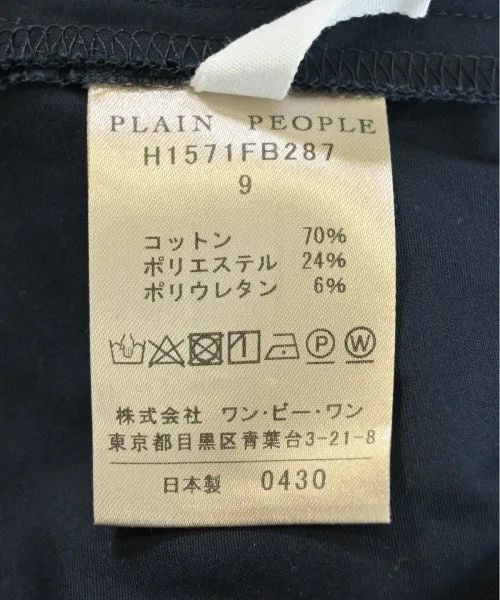 PLAIN PEOPLE
H1571FB287
9
コットン 70%
ポリエステル 24%
ポリウレタン 6%
P W
株式会社 ワン・ビー・ワン
東京都目黒区青葉台3-21-8
日本製 0430